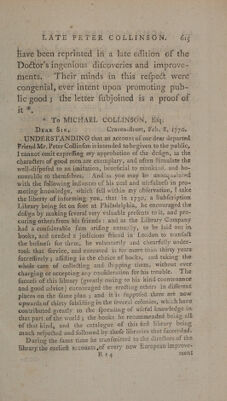 LATE PETER COLLINSON. 615
have been reprinted in a late edition of the
Doctor's ingenious discoveries and improve-
ments. Their minds in this respect were
congenial, ever intent upon promoting pub-
lic good; the letter subjoined is a proof of
it *.
* To MICHAEL COLLINSON, Esq;
DEAR SIR, Craven-street, Feb. 8, 1770.
UNDERSTANDING that an account of our dear departed
Friend Mr. Peter Collinson is intended to be given to the public,
I cannot omit expressing my approbation of the design, as the
characters of good men are exemplary, and often stimulate the
well-disposed to an imitation, beneficial to mankind, and ho-
nourable to themselves. And as you may be unacquainted
with the following instances of his zeal and usefulness in pro-
moting knowledge, which fell within my observation, I take
the liberty of informing you, that in 1730, a Subscription
Library being set on foot at Philadelphia, he encouraged the
design by making several very valuable presents to it, and pro-
curing others from his friends: and as the Library Company
had a considerable sum arising annually, to be laid out in
books, and needed a judicious friend in London to transact
the business for them, he voluntarily and chearfully under-
took that service, and executed it for more than thirty years
successively; assisting in the choice of books, and taking the
whole care of collecting and shipping them, without ever
charging or accepting any consideration for his trouble. The
success of this library (greatly owing to his kind countenance
and good advice) encouraged the erecting others in different
places on the same plan; and it is supposed there are now
upwards of thirty subsisting in the several colonies, which have
contributed greatly to the spreading of useful knowledge in
that part of the world; the books he recommended being all
of that kind, and the catalogue of this first library being
much respected and followed by those libraries that succeeded.
During the same time he transmitted to the directors of the
library the earliest accounts of every new European improve-
R r 4 ment